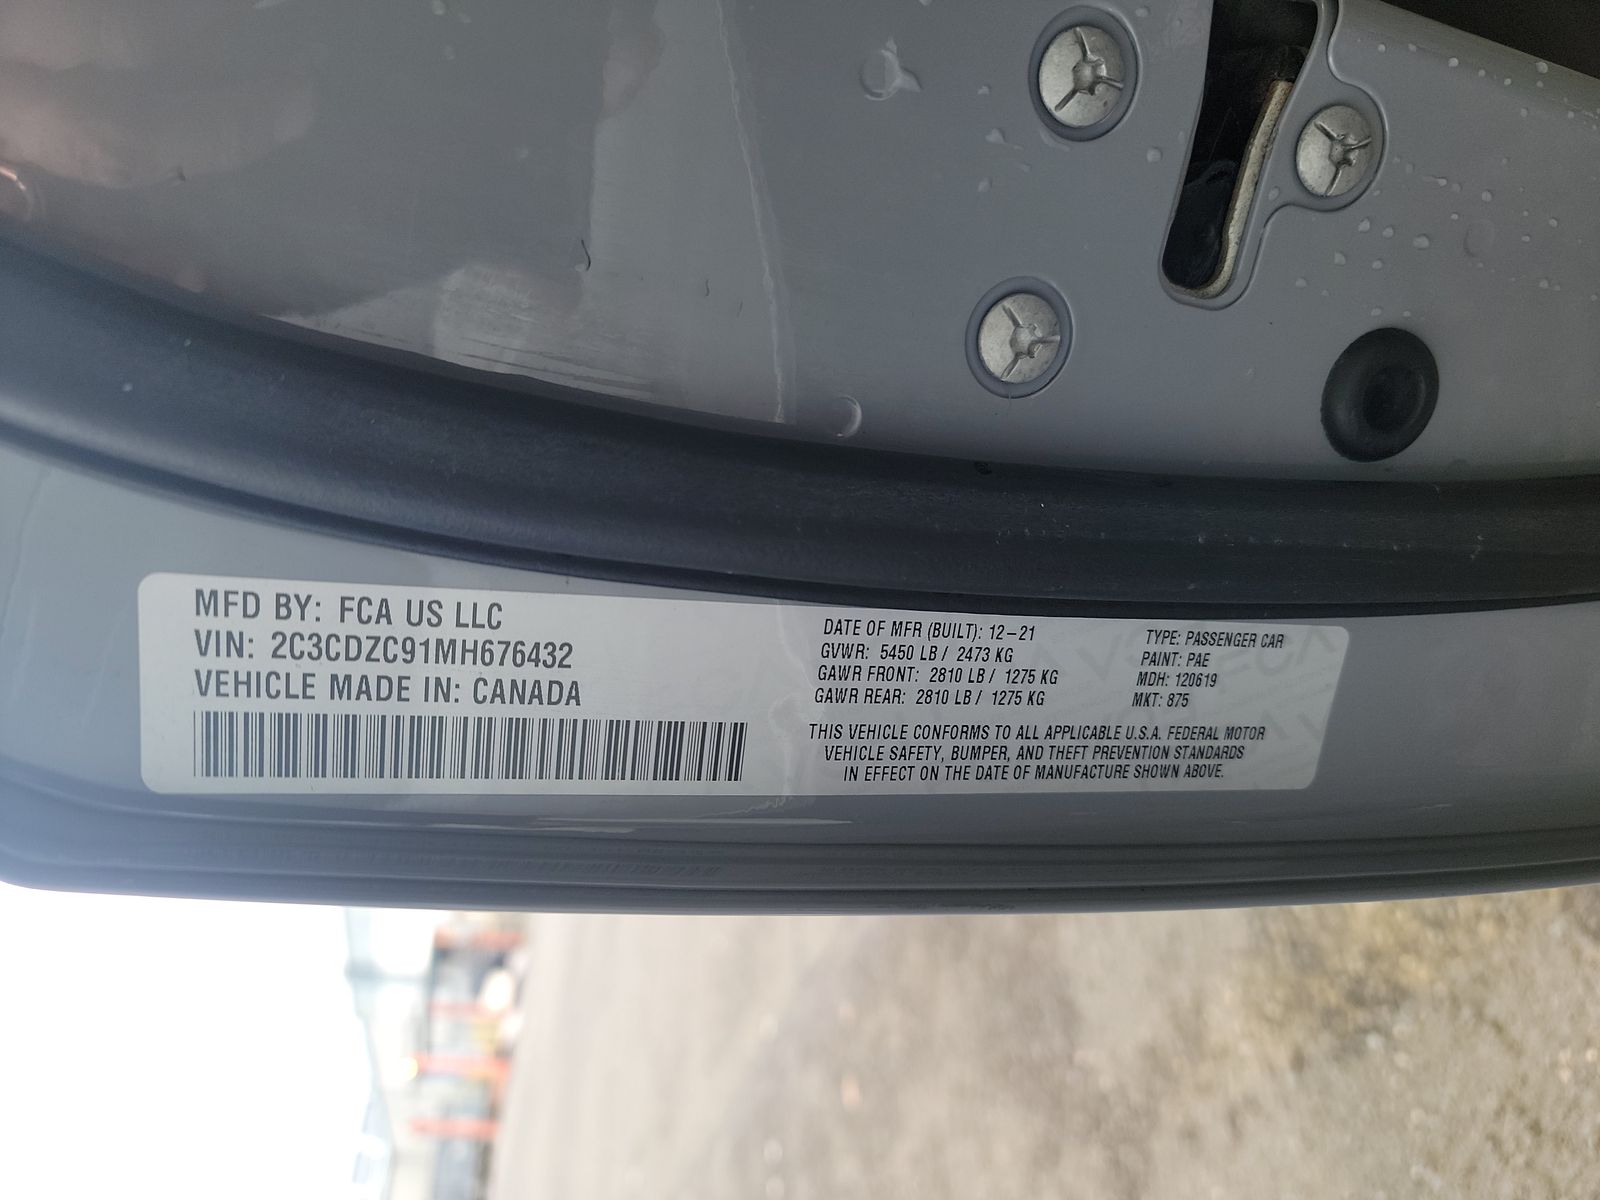 MFD BY: FCA US LLC
VIN: 2C3CDZC91MH676432
VEHICLE MADE IN: CANADA
DATE OF MFR (BUILT): 12-21
GVWR: 5450 LB / 2473 KG
GAWR FRONT: 2810 LB / 1275 KG
GAWR REAR: 2810 LB / 1275 KG
TYPE: PASSENGER CAR
PAINT: PAE
MDH: 120619
MKT: 875
THIS VEHICLE CONFORMS TO ALL APPLICABLE U.S.A. FEDERAL MOTOR
VEHICLE SAFETY, BUMPER, AND THEFT PREVENTION STANDARDS
IN EFFECT ON THE DATE OF MANUFACTURE SHOWN ABOVE.